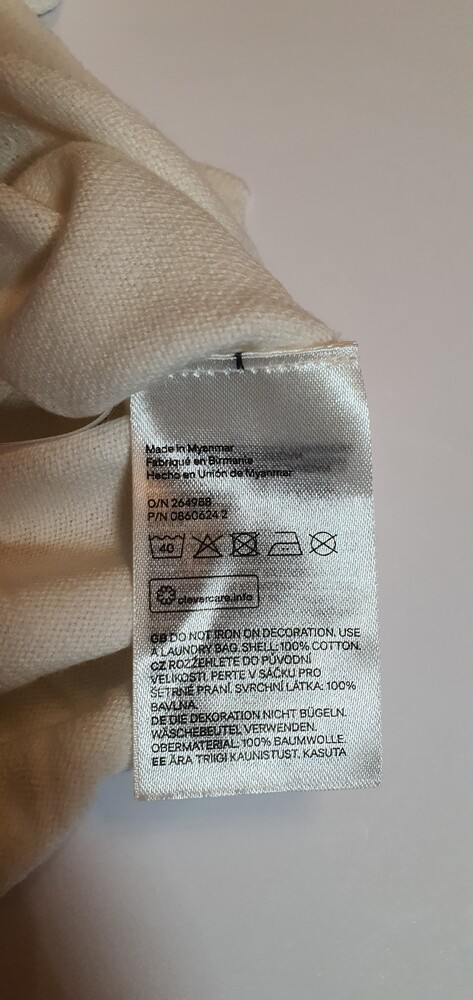 Made in Myanmar
Fabriqué en Birmanie
Hecho en Unión de Myanmar
O/N 264988
P/N 0860624 2
40
clevercare.info
GB DO NOT IRON ON DECORATION. USE
A LAUNDRY BAG. SHELL: 100% COTTON.
CZ ROZŽEHLETE DO PŮVODNÍ
VELIKOSTI. PERTE V SÁČKU PRO
ŠETRNÉ PRANÍ. SVRCHNÍ LÁTKA: 100%
BAVLNA.
DE DIE DEKORATION NICHT BÜGELN.
WÄSCHEBEUTEL VERWENDEN.
OBERMATERIAL: 100% BAUMWOLLE.
EE ÄRA TRIIGI KAUNISTUST. KASUTA